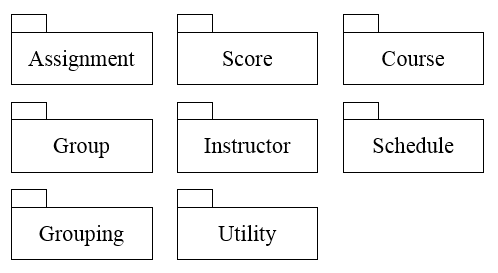 Assignment
Score
Course
Group
Instructor
Schedule
Grouping
Utility